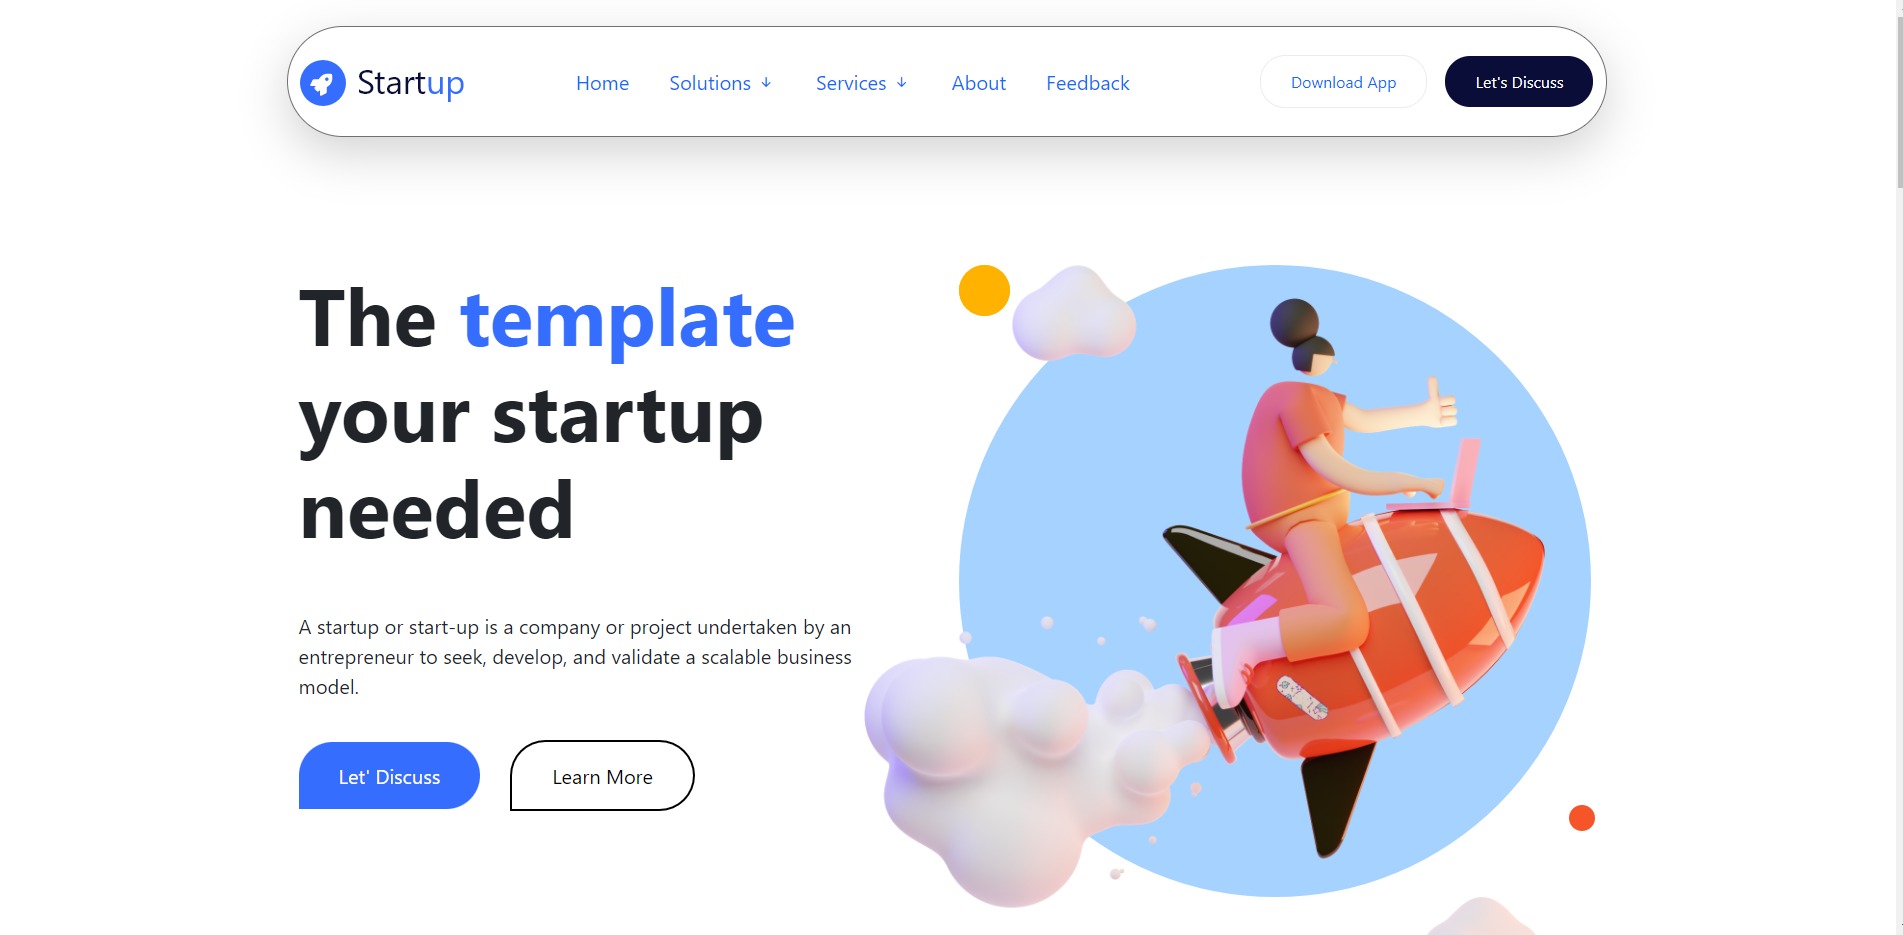 Startup
Home
Solutions
Services
About
Feedback
Download App
Let's Discuss
The template
your startup
needed
A startup or start-up is a company or project undertaken by an
entrepreneur to seek, develop, and validate a scalable business
model.
Let' Discuss
Learn More